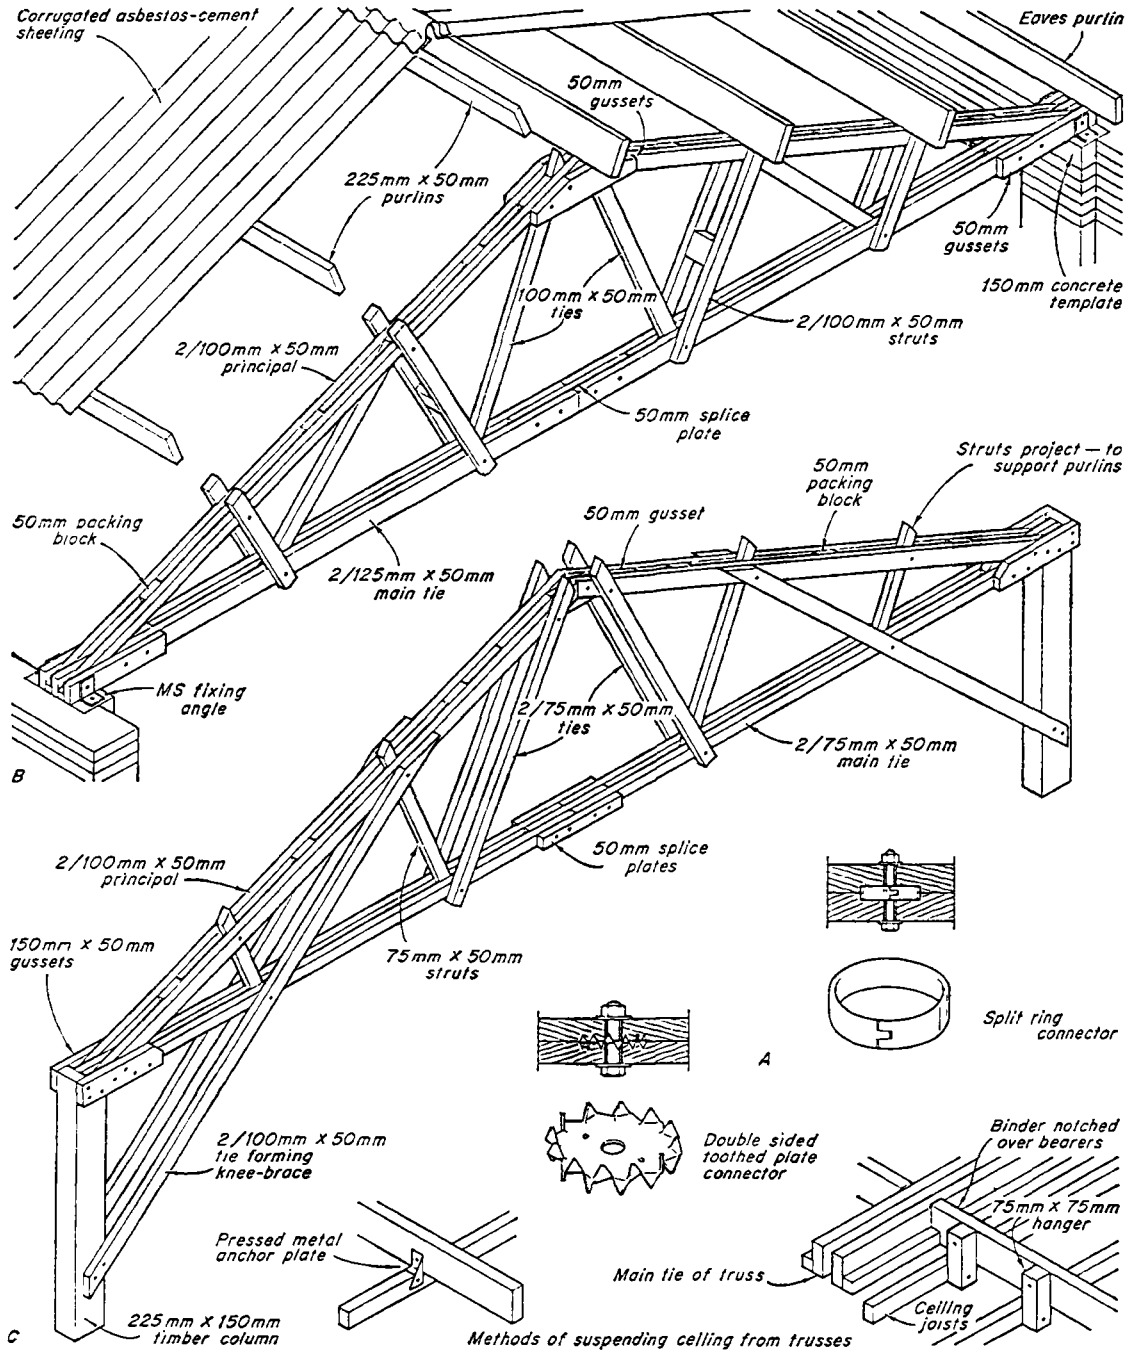 Corrugated asbestos-cement
sheeting
Eaves purlin
50mm
gussets
225mm × 50mm
purlins
50mm
gussets
150mm concrete
template
100mm × 50mm
ties
2/100mm × 50mm
struts
2/100mm × 50mm
principal
50mm splice
plate
Struts project — to
support purlins
50mm
packing
block
50mm gusset
50mm packing
block
2/125mm × 50mm
main tie
MS fixing
angle
B
2/75mm × 50mm
ties
2/75mm × 50mm
main tie
50mm splice
plates
2/100mm × 50mm
principal
150mm × 50mm
gussets
75mm × 50mm
struts
Split ring
connector
A
Double sided
toothed plate
connector
2/100mm × 50mm
tie forming
knee-brace
Binder notched
over bearers
75mm × 75mm
hanger
Pressed metal
anchor plate
Main tie of truss
Ceiling
joists
225mm × 150mm
timber column
C
Methods of suspending ceiling from trusses